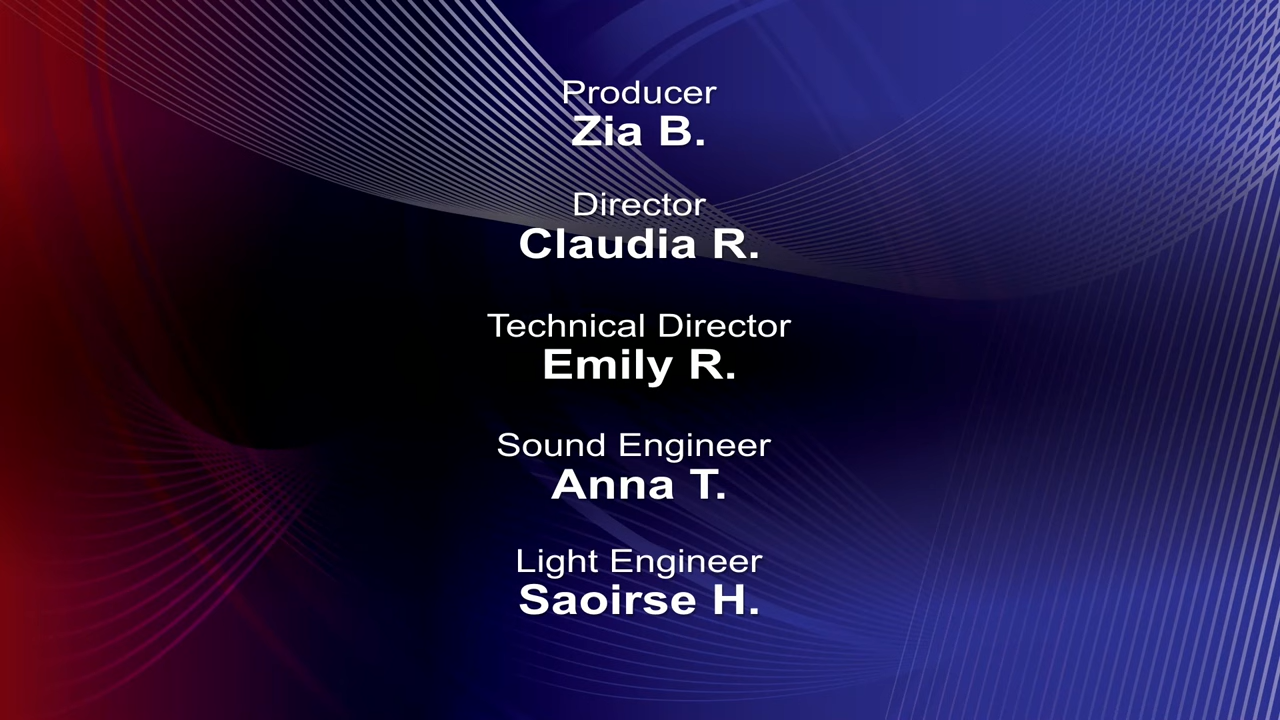 Producer
Zia B.
Director
Claudia R.
Technical Director
Emily R.
Sound Engineer
Anna T.
Light Engineer
Saoirse H.